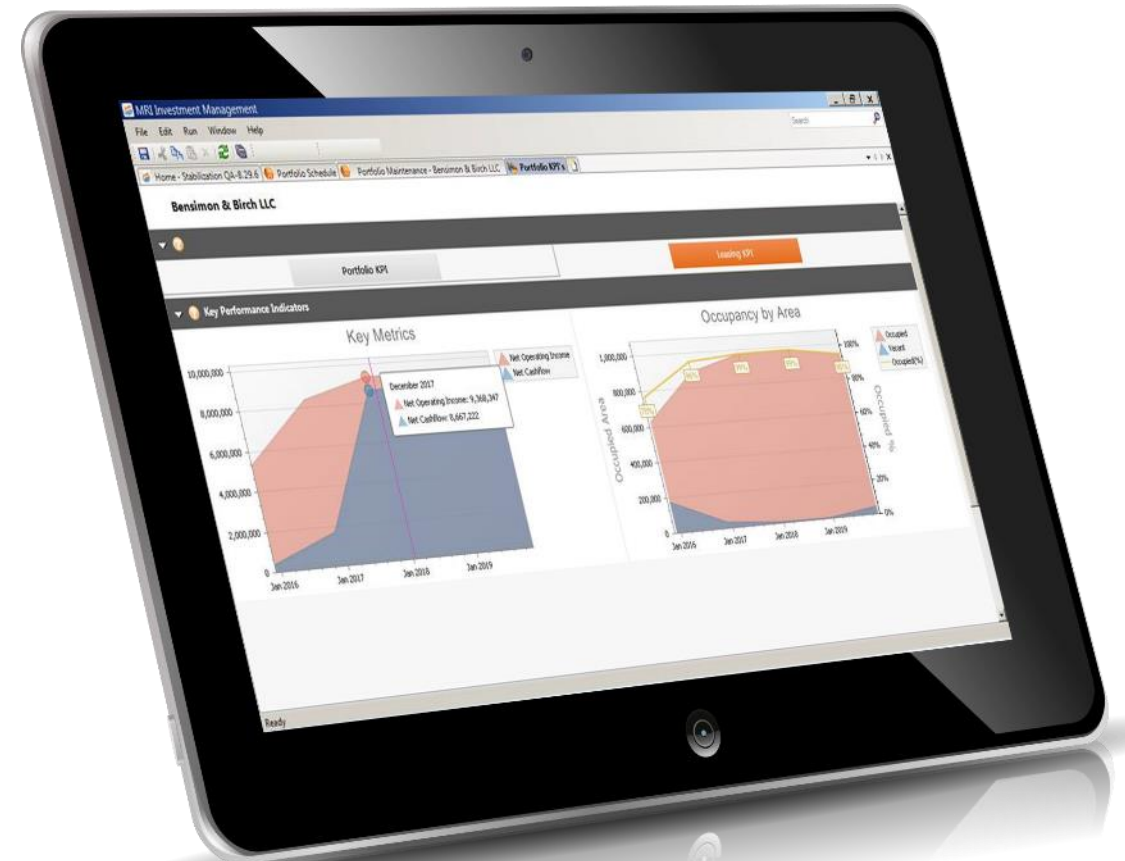 MRI Investment Management
File Edit Run Window Help
Search
Home - Stabilization QA-8.29.6 Portfolio Schedule Portfolio Maintenance - Bensimon & Birch LLC Portfolio KPI's
Bensimon & Birch LLC
Portfolio KPI
Leasing KPI
Key Performance Indicators
Key Metrics
Net Operating Income
Net Cashflow
10,000,000
8,000,000
6,000,000
4,000,000
2,000,000
0
Jan 2016 Jan 2017 Jan 2018 Jan 2019
December 2017
Net Operating Income: 9,368,347
Net Cashflow: 8,667,222
Occupancy by Area
Occupied
Vacant
Occupied(%)
Occupied Area
1,000,000
800,000
600,000
400,000
200,000
0
78% 96% 99% 99%
100%
80%
60%
40%
20%
0%
Occupied %
Jan 2016 Jan 2017 Jan 2018 Jan 2019
Ready